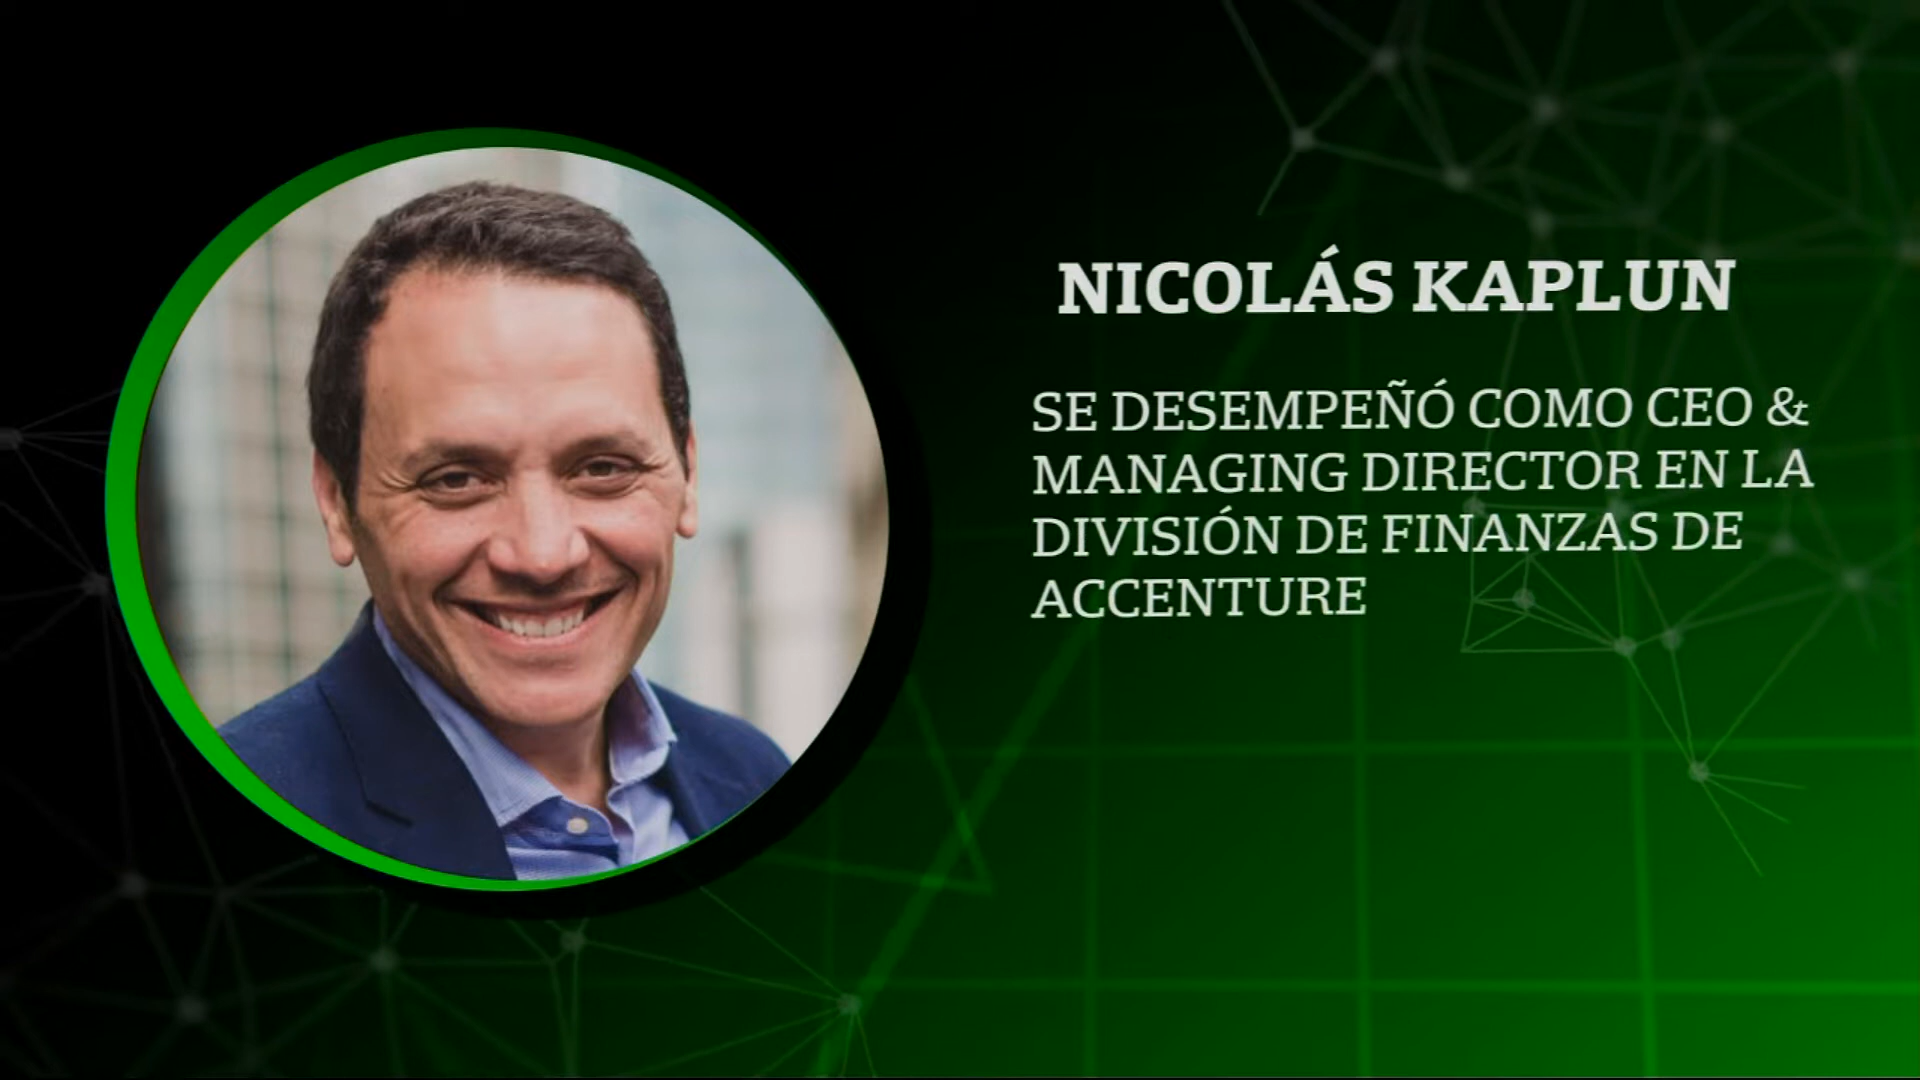 NICOLÁS KAPLUN
SE DESEMPEÑÓ COMO CEO &
MANAGING DIRECTOR EN LA
DIVISIÓN DE FINANZAS DE
ACCENTURE